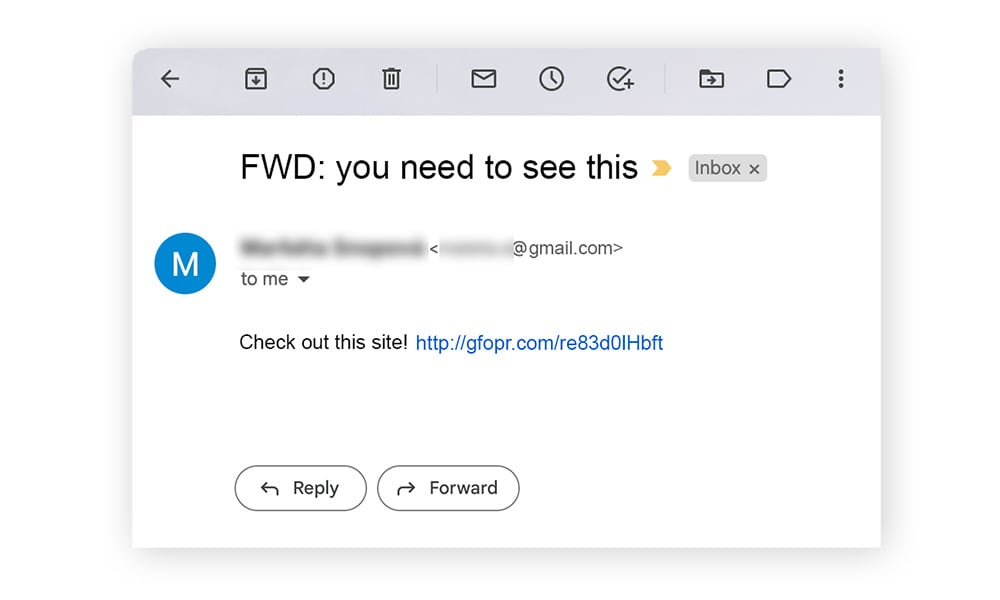 FWD: you need to see this Inbox ×
M
< @gmail.com>
to me
Check out this site! http://gfopr.com/re83d0IHbft
Reply Forward